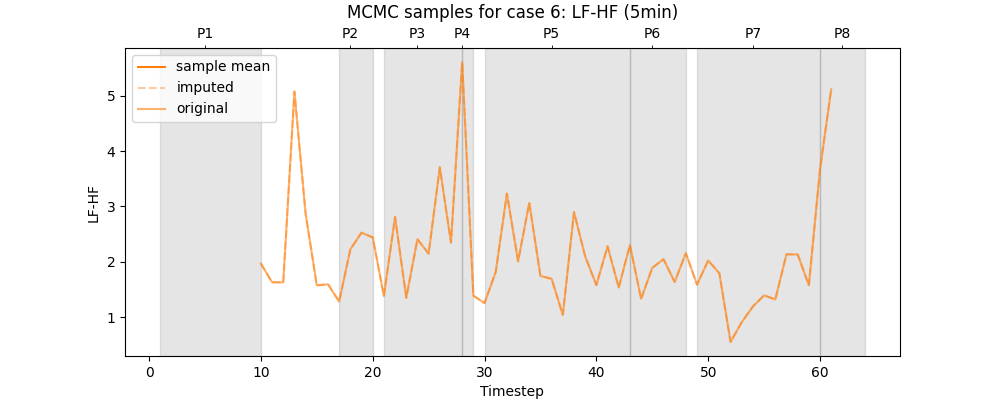 MCMC samples for case 6: LF-HF (5min)
P1 P2 P3 P4 P5 P6 P7 P8
sample mean
imputed
original
5
4
3
2
1
LF-HF
0 10 20 30 40 50 60
Timestep